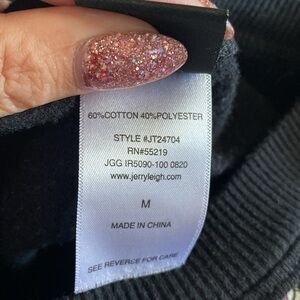 60%COTTON 40%POLYESTER
STYLE #JT24704
RN#55219
JGG IR5090-100 0820
www.jerryleigh.com
M
MADE IN CHINA
SEE REVERSE FOR CARE